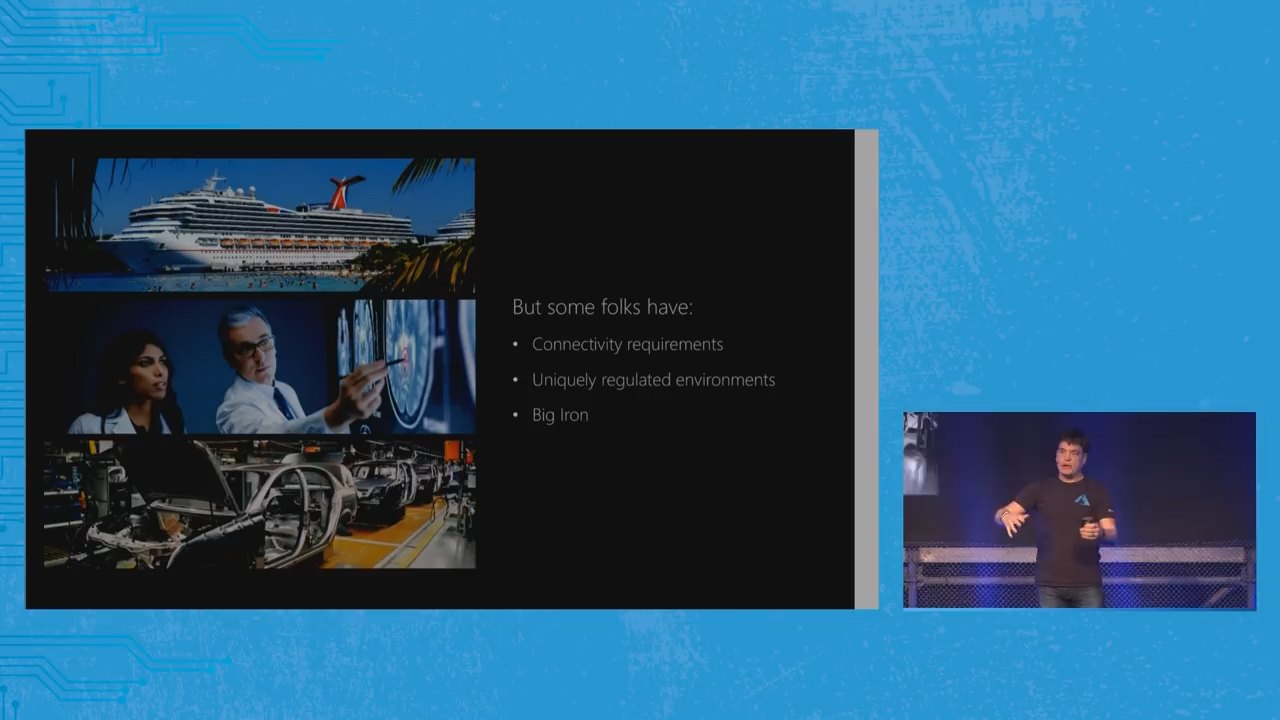 But some folks have:
• Connectivity requirements
• Uniquely regulated environments
• Big Iron